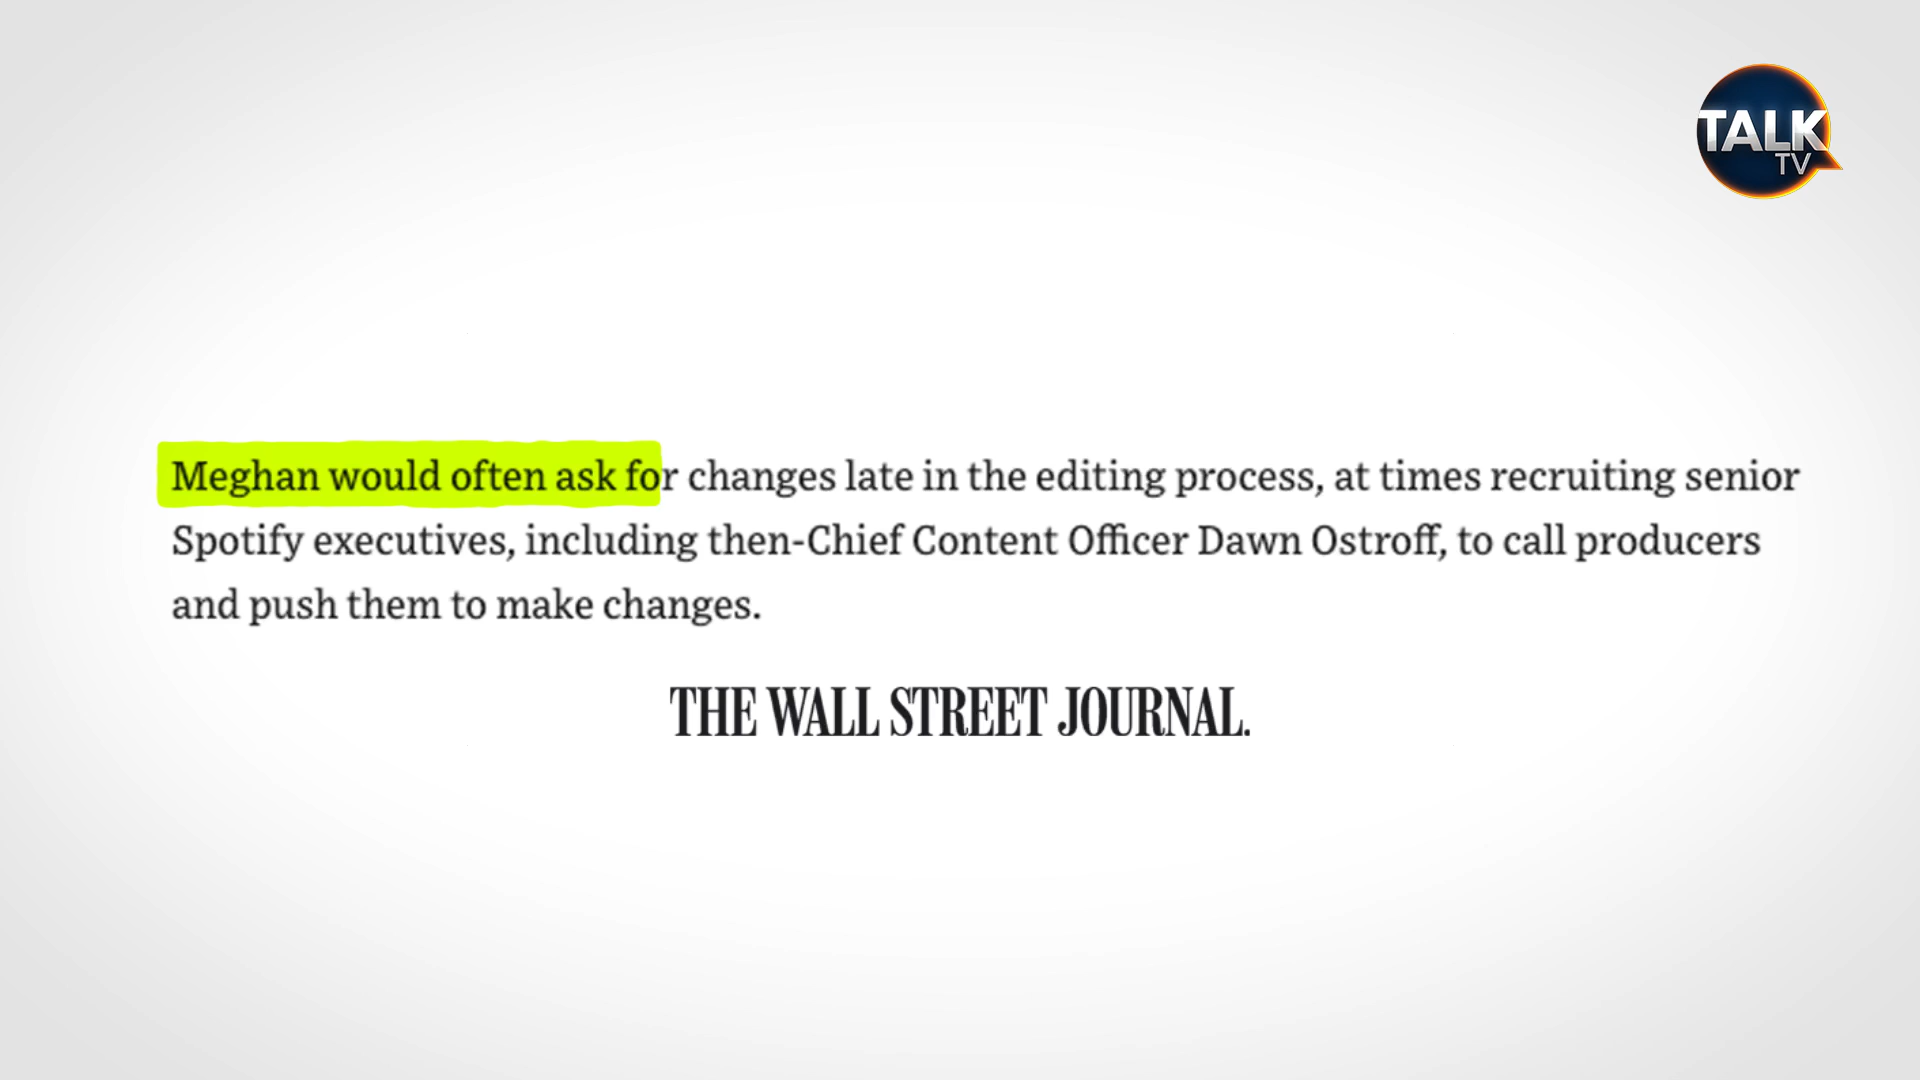 TALK
TV
Meghan would often ask for changes late in the editing process, at times recruiting senior
Spotify executives, including then-Chief Content Officer Dawn Ostroff, to call producers
and push them to make changes.
THE WALL STREET JOURNAL.